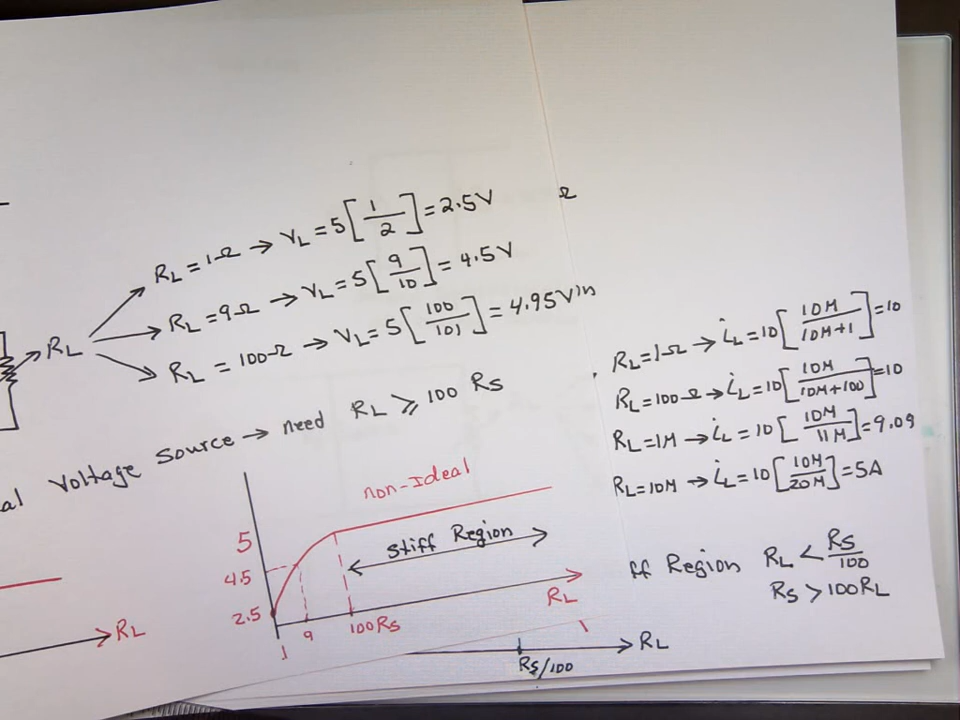 R_L = 1Ω → V_L = 5[1/2] = 2.5V
Ω
R_L → R_L = 9Ω → V_L = 5[9/10] = 4.5V
R_L = 100Ω → V_L = 5[100/101] = 4.95V in
al Voltage source → need R_L ⩾ 100 R_S
R_L = 1Ω → i_L = 10[10M/10M+1] = 10
R_L = 100Ω → i_L = 10[10M/10M+100] = 10
R_L = 1M → i_L = 10[10M/11M] = 9.09
R_L = 10M → i_L = 10[10M/20M] = 5A
non-Ideal
5
stiff Region
4.5
2.5
1
9
100R_S
R_L
R_L
ff Region R_L < R_S/100
R_S > 100R_L
R_L
R_S/100